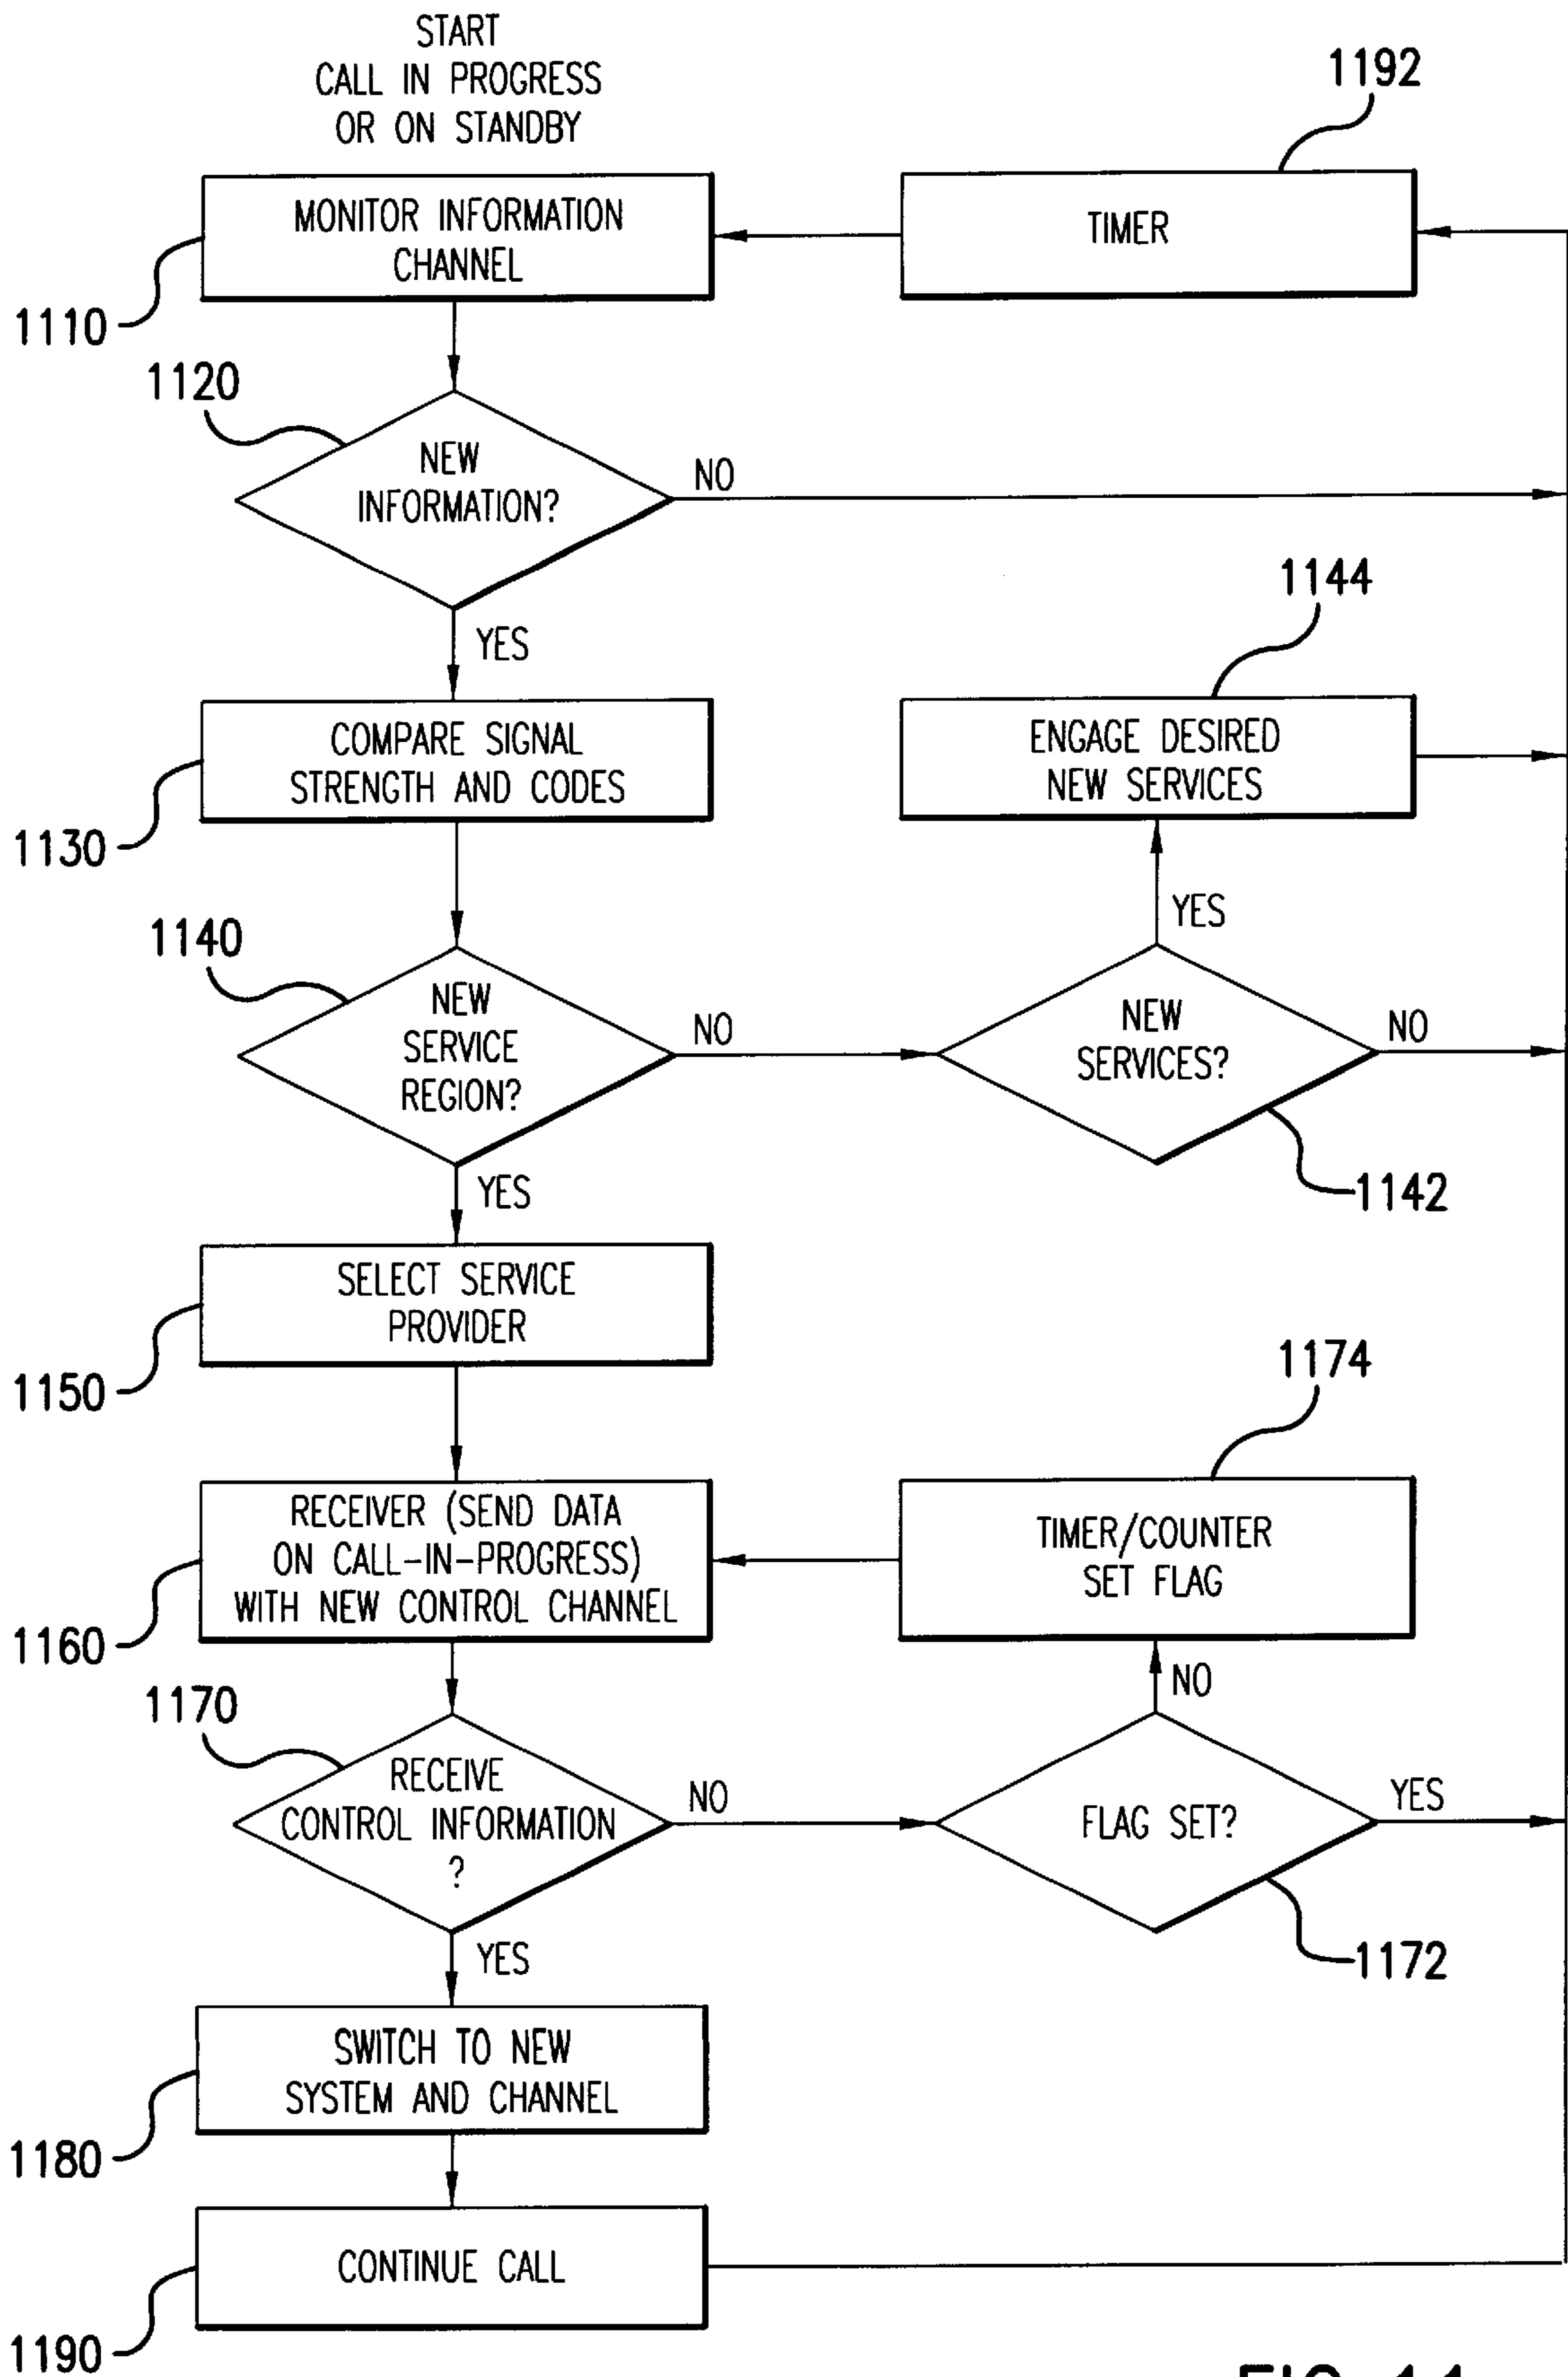 START
CALL IN PROGRESS
OR ON STANDBY
1192
MONITOR INFORMATION
CHANNEL
TIMER
1110
1120
NEW
INFORMATION?
NO
YES
1144
COMPARE SIGNAL
STRENGTH AND CODES
ENGAGE DESIRED
NEW SERVICES
1130
YES
1140
NEW
SERVICE
REGION?
NO
NEW
SERVICES?
NO
YES
1142
SELECT SERVICE
PROVIDER
1150
1174
RECEIVER (SEND DATA
ON CALL-IN-PROGRESS)
WITH NEW CONTROL CHANNEL
TIMER/COUNTER
SET FLAG
1160
NO
1170
RECEIVE
CONTROL INFORMATION
?
NO
FLAG SET?
YES
YES
1172
SWITCH TO NEW
SYSTEM AND CHANNEL
1180
CONTINUE CALL
1190
FIG. 11